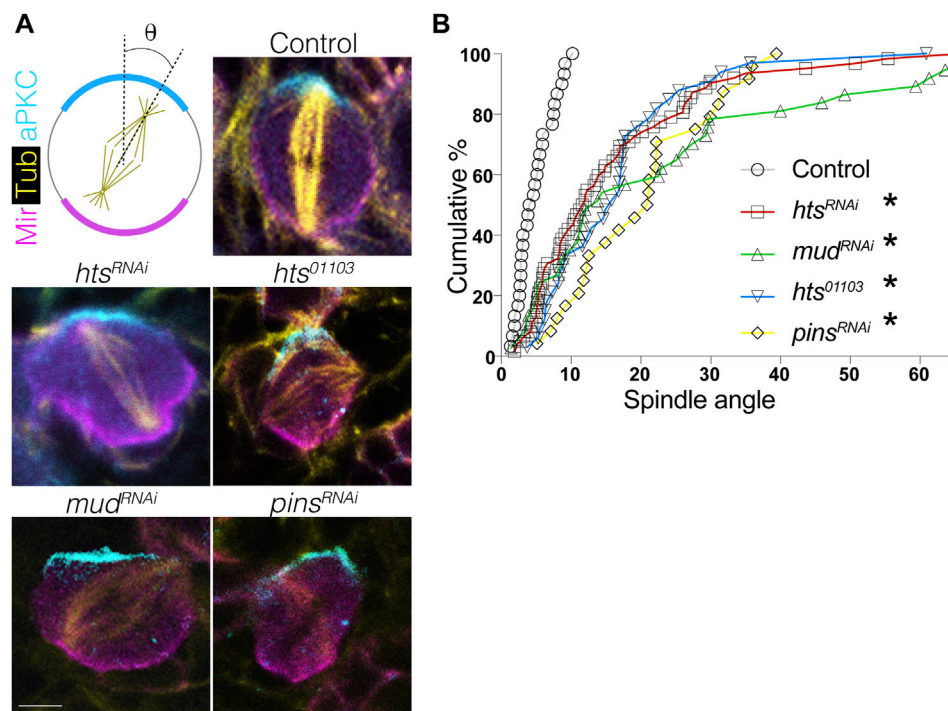 A
θ
Mir Tub aPKC
Control
hts^RNAi
hts^01103
mud^RNAi
pins^RNAi
B
Cumulative %
100
80
60
40
20
0
0 10 20 30 40 50 60
Spindle angle
Control
hts^RNAi *
mud^RNAi *
hts^01103 *
pins^RNAi *